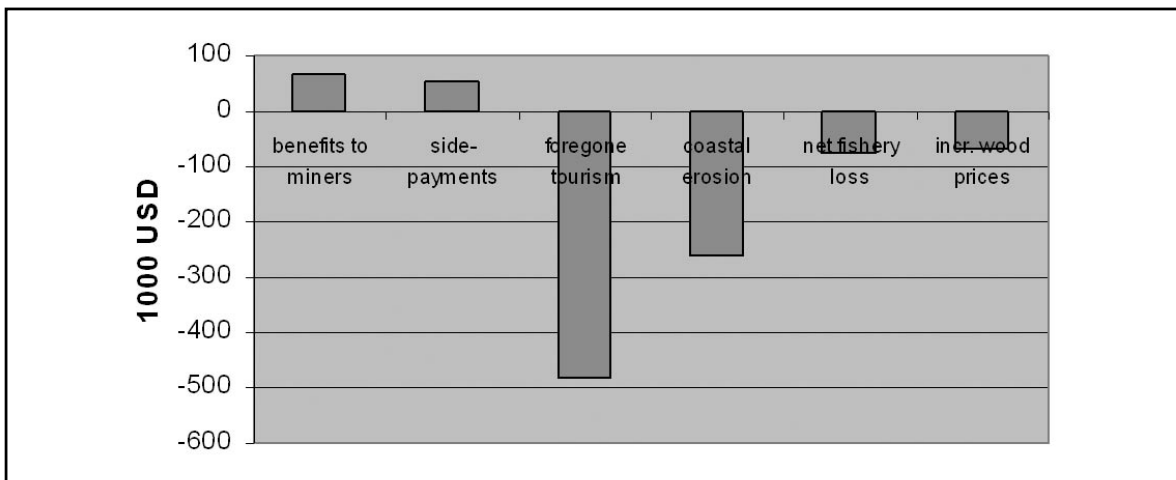 100
0
-100
-200
-300
-400
-500
-600
1000 USD
benefits to
miners
side-
payments
foregone
tourism
coastal
erosion
net fishery
loss
incr. wood
prices